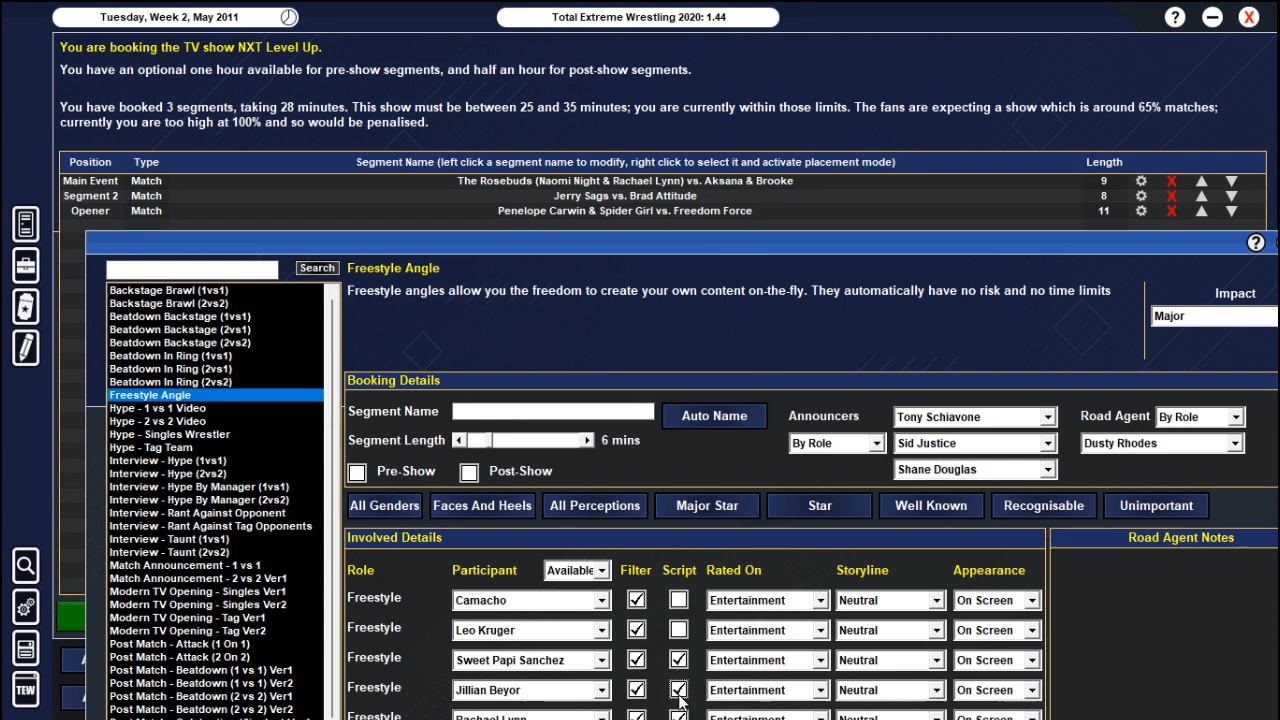 Tuesday, Week 2, May 2011
Total Extreme Wrestling 2020: 1.44
? X
You are booking the TV show NXT Level Up.
You have an optional one hour available for pre-show segments, and half an hour for post-show segments.
You have booked 3 segments, taking 28 minutes. This show must be between 25 and 35 minutes; you are currently within those limits. The fans are expecting a show which is around 65% matches;
currently you are too high at 100% and so would be penalised.
Position Type Segment Name (left click a segment name to modify, right click to select it and activate placement mode) Length
Main Event Match The Rosebuds (Naomi Night & Rachael Lynn) vs. Aksana & Brooke 9 X
Segment 2 Match Jerry Sags vs. Brad Attitude 8 X
Opener Match Penelope Carwin & Spider Girl vs. Freedom Force 11 X
?
Search
Freestyle Angle
Freestyle angles allow you the freedom to create your own content on-the-fly. They automatically have no risk and no time limits
Impact
Major
Backstage Brawl (1vs1)
Backstage Brawl (2vs2)
Beatdown Backstage (1vs1)
Beatdown Backstage (2vs1)
Beatdown Backstage (2vs2)
Beatdown In Ring (1vs1)
Beatdown In Ring (2vs1)
Beatdown In Ring (2vs2)
Freestyle Angle
Hype - 1 vs 1 Video
Hype - 2 vs 2 Video
Hype - Singles Wrestler
Hype - Tag Team
Interview - Hype (1vs1)
Interview - Hype (2vs2)
Interview - Hype By Manager (1vs1)
Interview - Hype By Manager (2vs2)
Interview - Rant Against Opponent
Interview - Rant Against Tag Opponents
Interview - Taunt (1vs1)
Interview - Taunt (2vs2)
Match Announcement - 1 vs 1
Match Announcement - 2 vs 2 Ver1
Modern TV Opening - Singles Ver1
Modern TV Opening - Singles Ver2
Modern TV Opening - Tag Ver1
Modern TV Opening - Tag Ver2
Post Match - Attack (1 On 1)
Post Match - Attack (2 On 2)
Post Match - Beatdown (1 vs 1) Ver1
Post Match - Beatdown (1 vs 1) Ver2
Post Match - Beatdown (2 vs 2) Ver1
Post Match - Beatdown (2 vs 2) Ver2
Booking Details
Segment Name
Auto Name
Announcers
Tony Schiavone
Road Agent
By Role
Segment Length
6 mins
By Role
Sid Justice
Dusty Rhodes
Pre-Show
Post-Show
Shane Douglas
All Genders
Faces And Heels
All Perceptions
Major Star
Star
Well Known
Recognisable
Unimportant
Involved Details
Road Agent Notes
Role Participant Available Filter Script Rated On Storyline Appearance
Freestyle Camacho Entertainment Neutral On Screen
Freestyle Leo Kruger Entertainment Neutral On Screen
Freestyle Sweet Papi Sanchez Entertainment Neutral On Screen
Freestyle Jillian Beyor Entertainment Neutral On Screen
Freestyle Rachael Lynn
TEW